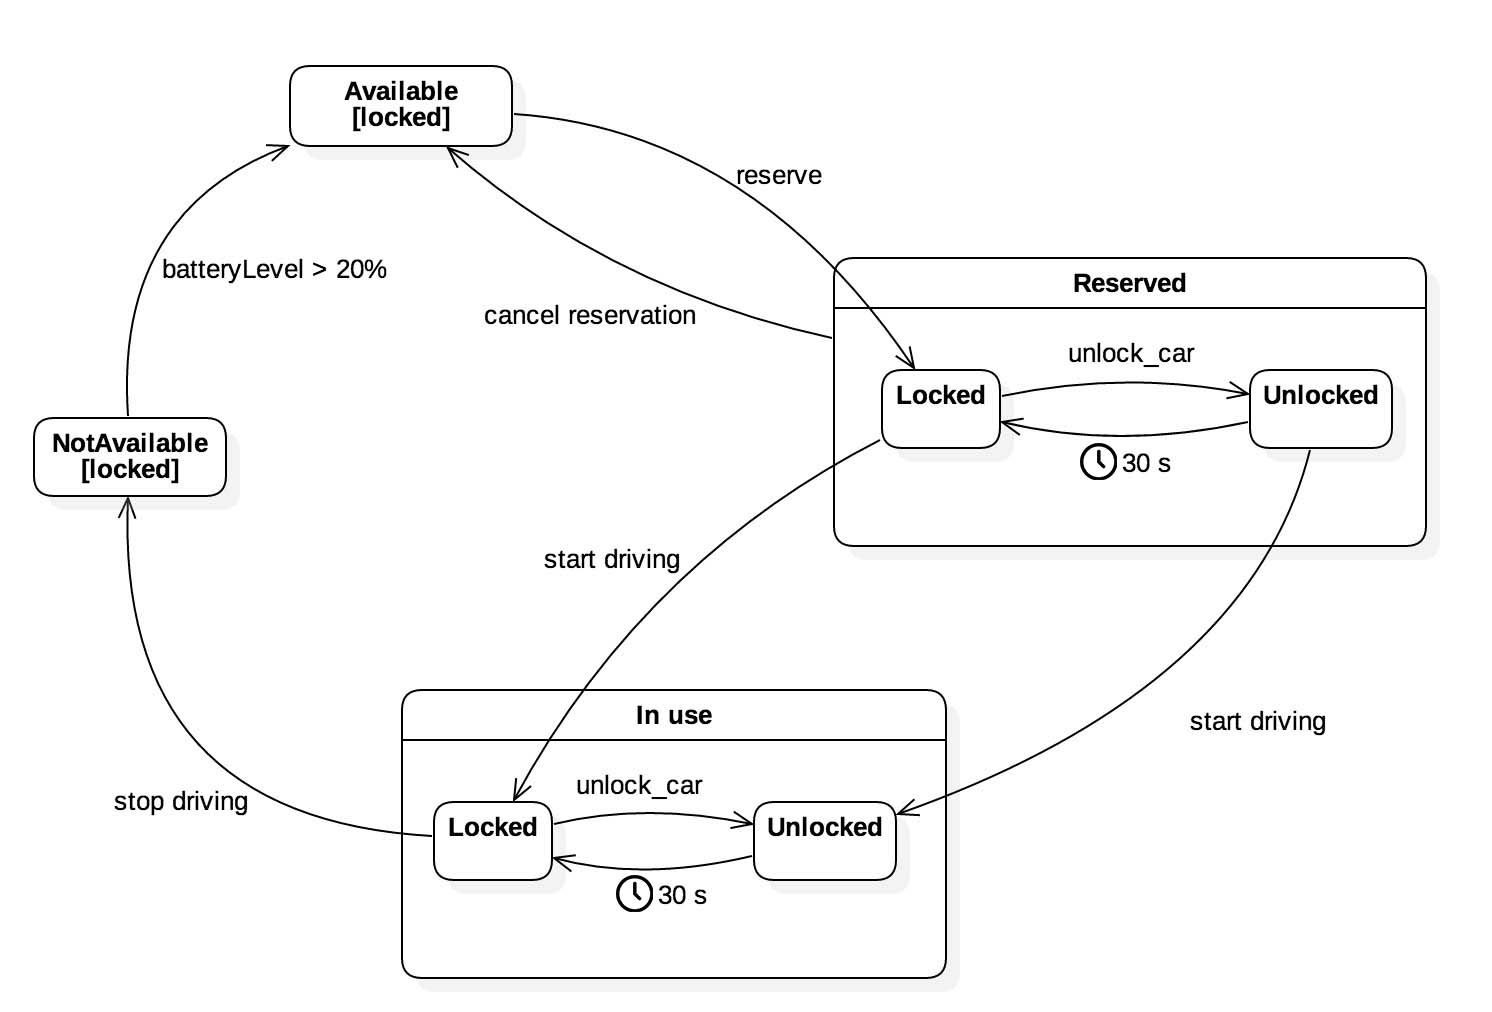 Available
[locked]
reserve
batteryLevel > 20%
cancel reservation
Reserved
unlock_car
Locked
Unlocked
30 s
NotAvailable
[locked]
start driving
start driving
In use
unlock_car
stop driving
Locked
Unlocked
30 s